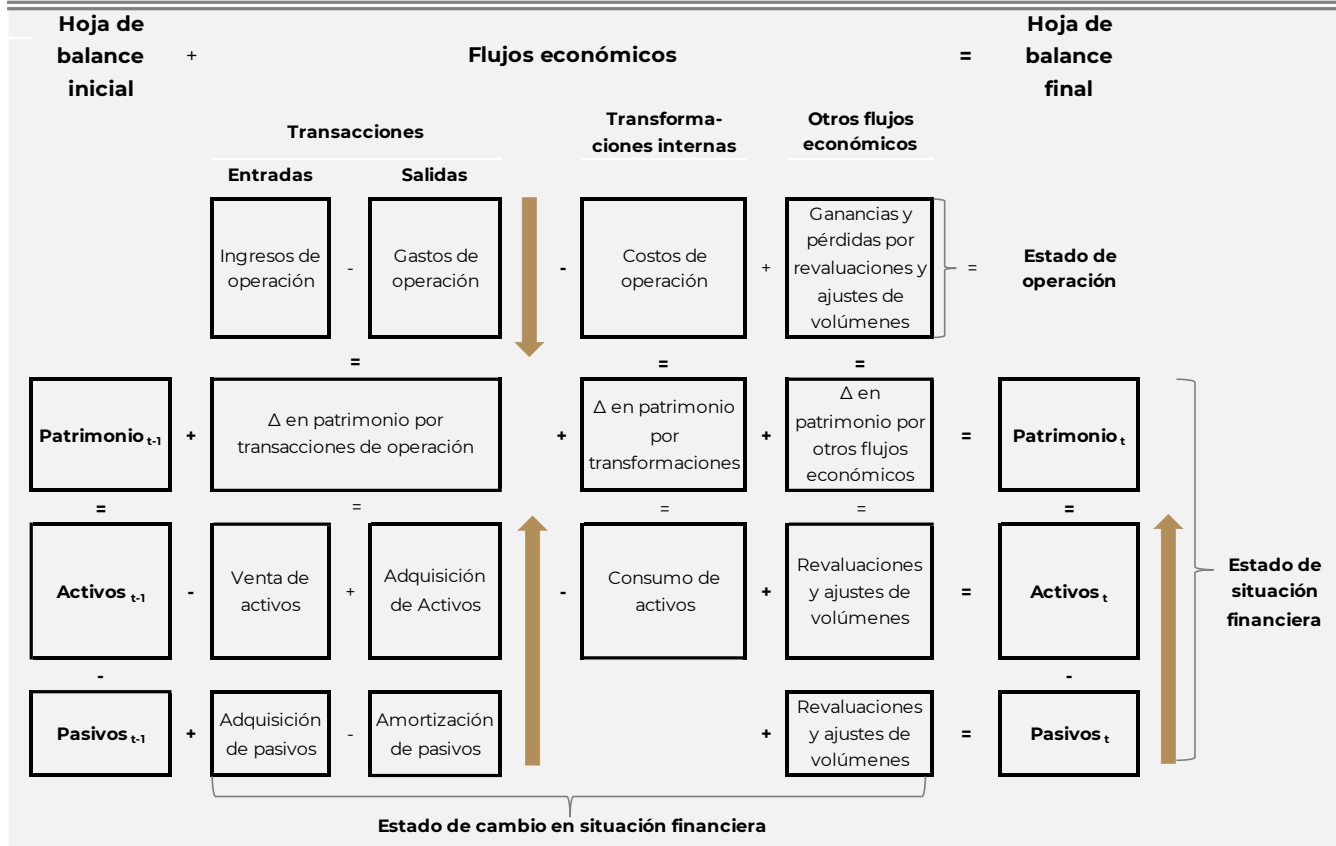 Hoja de balance inicial + Flujos económicos = Hoja de balance final
Transacciones
Transforma-
ciones internas
Otros flujos
económicos
Entradas Salidas
Ingresos de
operación
-
Gastos de
operación
-
Costos de
operación
+
Ganancias y
pérdidas por
revaluaciones y
ajustes de
volúmenes
=
Estado de
operación
= = =
Patrimonio t-1
+
Δ en patrimonio por
transacciones de operación
+
Δ en patrimonio
por
transformaciones
+
Δ en
patrimonio por
otros flujos
económicos
=
Patrimonio t
= = = = =
Activos t-1
-
Venta de
activos
+
Adquisición
de Activos
-
Consumo de
activos
+
Revaluaciones
y ajustes de
volúmenes
=
Activos t
Estado de
situación
financiera
- -
Pasivos t-1
+
Adquisición
de pasivos
-
Amortización
de pasivos
+
Revaluaciones
y ajustes de
volúmenes
=
Pasivos t
Estado de cambio en situación financiera